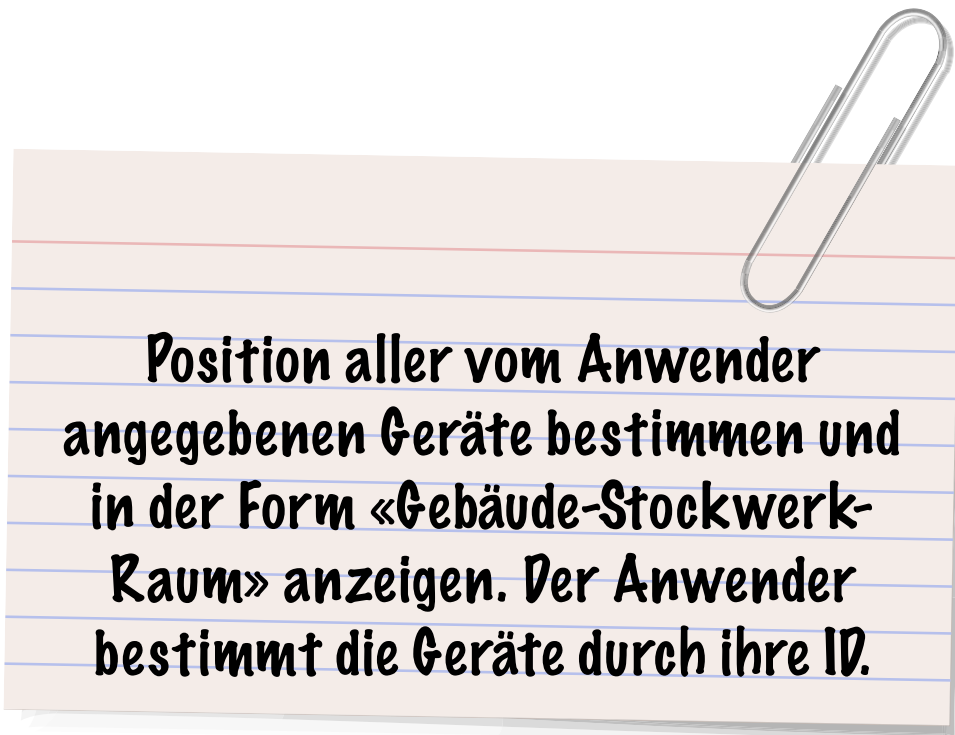 Position aller vom Anwender
angegebenen Geräte bestimmen und
in der Form «Gebäude-Stockwerk-
Raum» anzeigen. Der Anwender
bestimmt die Geräte durch ihre ID.